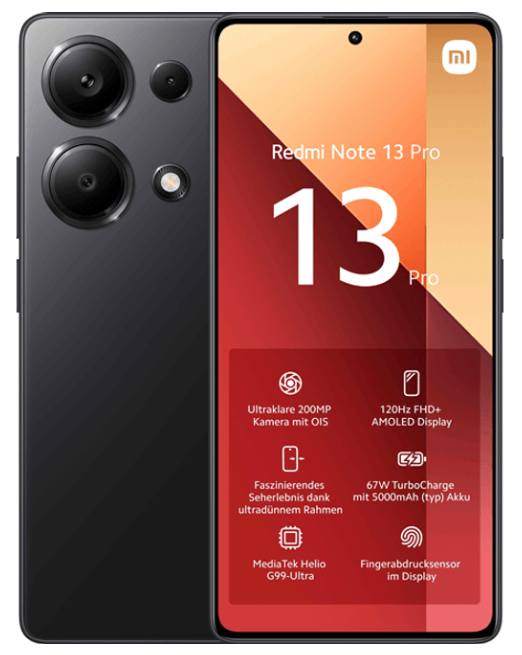 mi
Redmi Note 13 Pro
13
Pro
Ultraklare 200MP
Kamera mit OIS
120Hz FHD+
AMOLED Display
Faszinierendes
Seherlebnis dank
ultradünnem Rahmen
67W TurboCharge
mit 5000mAh (typ) Akku
MediaTek Helio
G99-Ultra
Fingerabdrucksensor
im Display